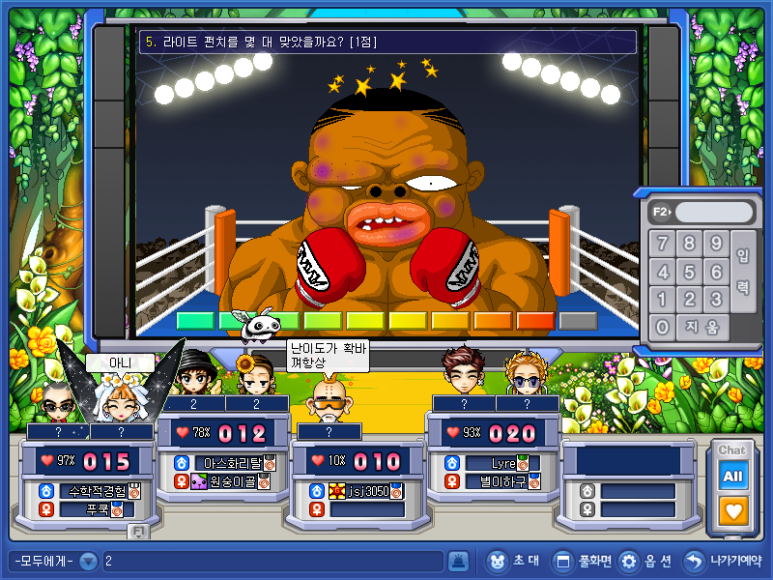 5. 라이트 펀치를 몇 대 맞았을까요? [1점]
F2▶
7 8 9
4 5 6 입
1 2 3 력
0 지움
아니
난이도가 확바
껴항상
? ?
2 2
?
? ?
97% 015
78% 012
10% 010
93% 020
수학적경험
푸쿡
아스화리탈
원숭이골
jsj3050
Lyre
별이하구
F1
Chat
All
-모두에게- 2
초대 풀화면 옵션 나가기예약